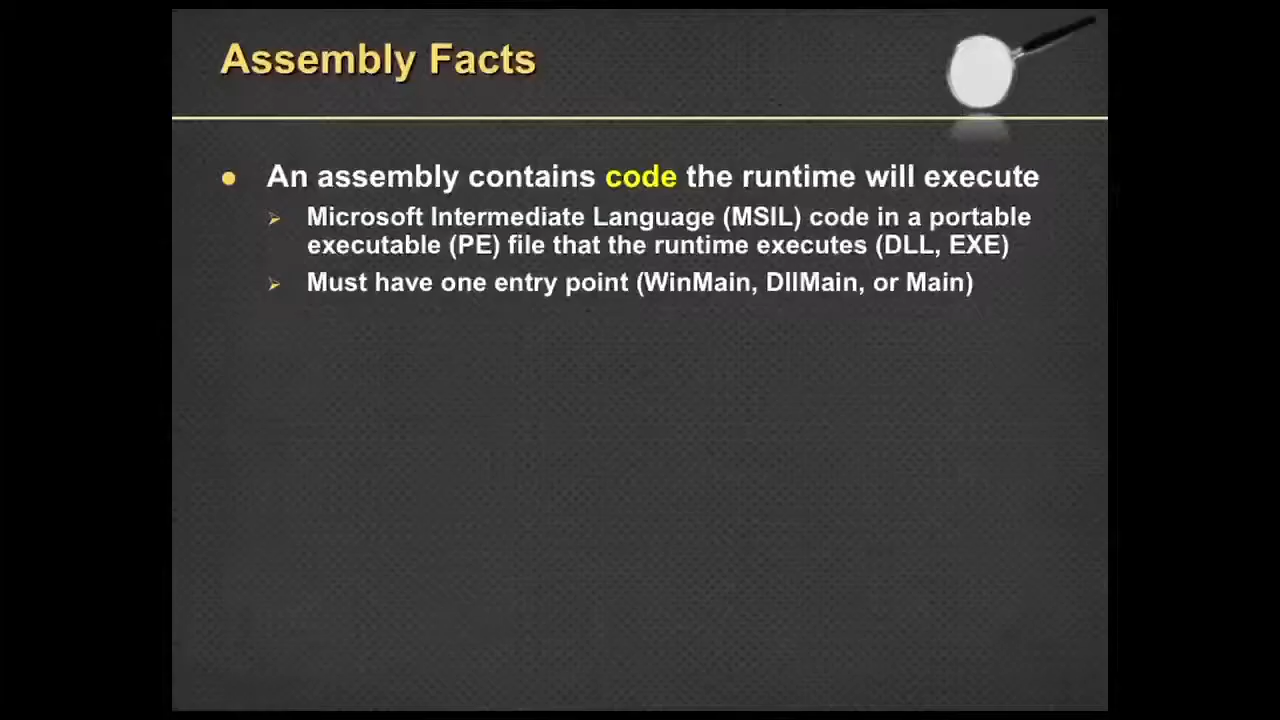 Assembly Facts
An assembly contains code the runtime will execute
Microsoft Intermediate Language (MSIL) code in a portable
executable (PE) file that the runtime executes (DLL, EXE)
Must have one entry point (WinMain, DllMain, or Main)